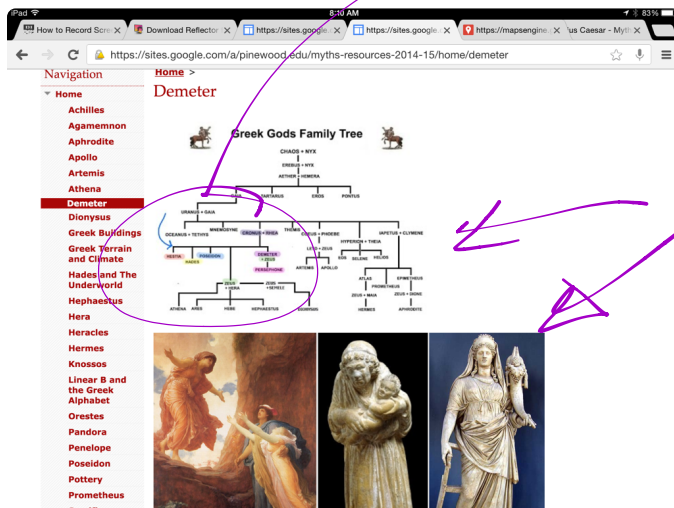 iPad 8:10 AM 83%
How to Record Scree Download Reflector https://sites.google.c https://sites.google. https://mapsengine. us Caesar - Myth
https://sites.google.com/a/pinewood.edu/myths-resources-2014-15/home/demeter
Navigation
Home
Achilles
Agamemnon
Aphrodite
Apollo
Artemis
Athena
Demeter
Dionysus
Greek Buildings
Greek Terrain
and Climate
Hades and The
Underworld
Hephaestus
Hera
Heracles
Hermes
Knossos
Linear B and
the Greek
Alphabet
Orestes
Pandora
Penelope
Poseidon
Pottery
Prometheus
Home >
Demeter
Greek Gods Family Tree
CHAOS + NYX
EREBUS + NYX
AETHER + HEMERA
GAIA TARTARUS EROS PONTUS
URANUS + GAIA
OCEANUS + TETHYS MNEMOSYNE CRONUS + RHEA THEMIS COEUS + PHOEBE HYPERION + THEIA IAPETUS + CLYMENE
HESTIA HADES POSEIDON DEMETER
+ ZEUS
PERSEPHONE
LETO + ZEUS
ARTEMIS APOLLO
EOS SELENE HELIOS
ATLAS PROMETHEUS EPIMETHEUS
ZEUS + MAIA ZEUS + DIONE
HERMES APHRODITE
ZEUS
+ HERA
ZEUS
+ SEMELE
ATHENA ARES HEBE HEPHAESTUS DIONYSUS